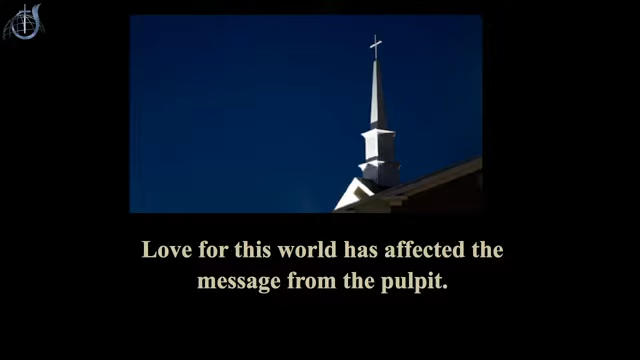 Love for this world has affected the
message from the pulpit.